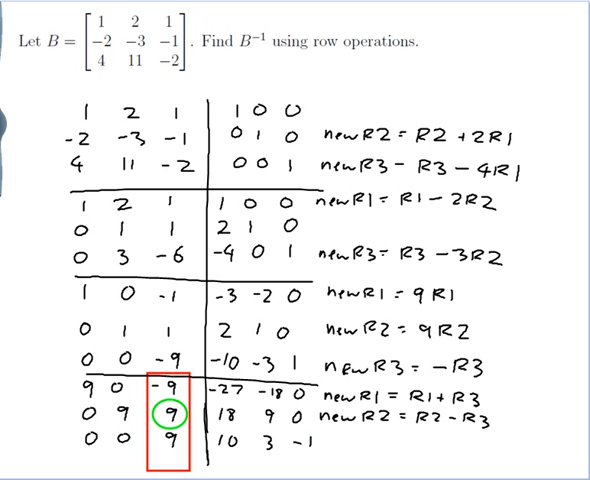 Let B = [ 1 2 1 ; -2 -3 -1 ; 4 11 -2 ]. Find B⁻¹ using row operations.
1 2 1 | 1 0 0
-2 -3 -1 | 0 1 0 newR2 = R2 + 2R1
4 11 -2 | 0 0 1 newR3 - R3 - 4R1
1 2 1 | 1 0 0 newR1 = R1 - 2R2
0 1 1 | 2 1 0
0 3 -6 | -4 0 1 newR3 = R3 - 3R2
1 0 -1 | -3 -2 0 newR1 = 9R1
0 1 1 | 2 1 0 newR2 = 9R2
0 0 -9 | -10 -3 1 newR3 = -R3
9 0 -9 | -27 -18 0 newR1 = R1 + R3
0 9 9 | 18 9 0 newR2 = R2 - R3
0 0 9 | 10 3 -1